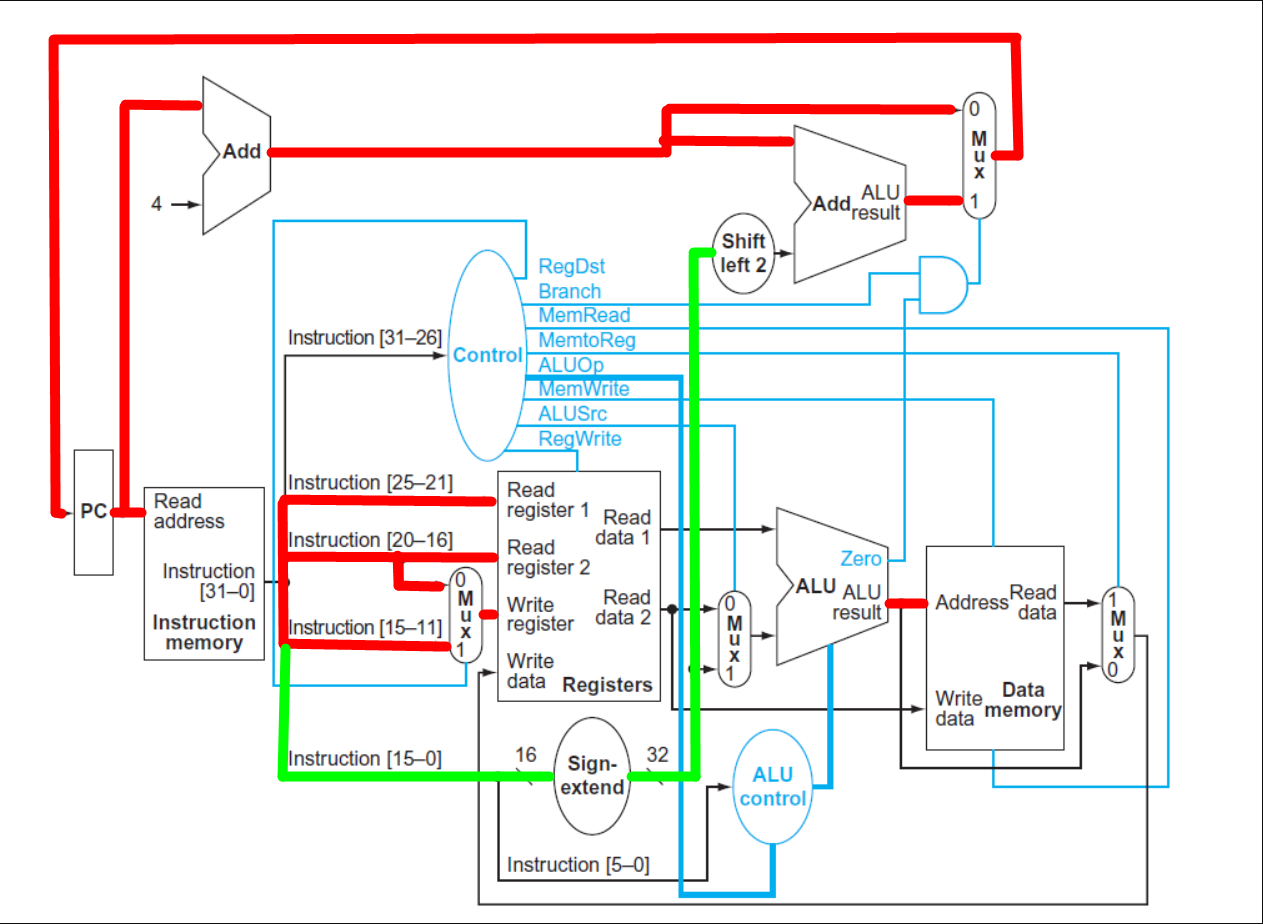 0
Mux
1
Add
4
Add
ALU
result
Shift
left 2
RegDst
Branch
MemRead
MemtoReg
ALUOp
MemWrite
ALUSrc
RegWrite
Instruction [31–26]
Control
PC
Read
address
Instruction
[31–0]
Instruction
memory
Instruction [25–21]
Instruction [20–16]
Instruction [15–11]
0
Mux
1
Read
register 1
Read
register 2
Write
register
Write
data
Read
data 1
Read
data 2
Registers
0
Mux
1
Zero
ALU
ALU
result
Address
Read
data
Write
data
Data
memory
1
Mux
0
Instruction [15–0]
16
Sign-
extend
32
ALU
control
Instruction [5–0]